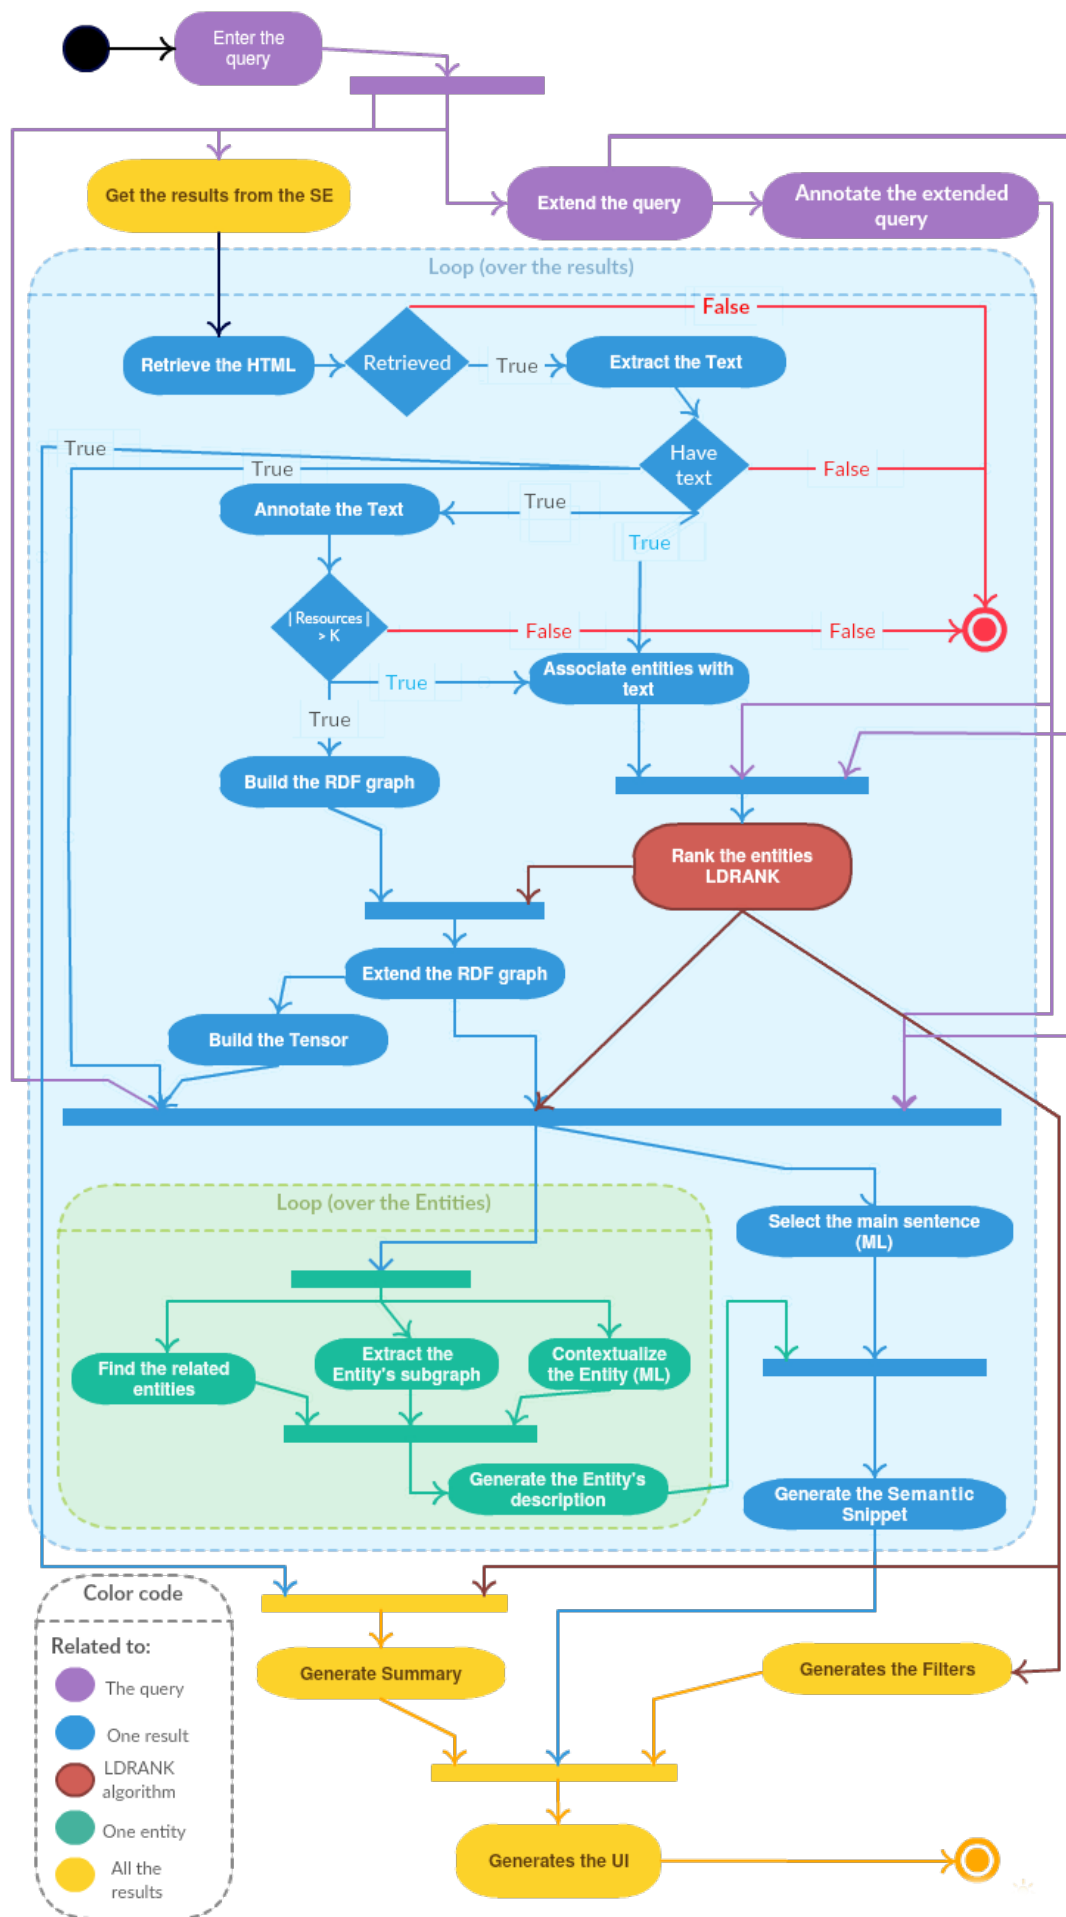 Enter the
query
Get the results from the SE
Extend the query
Annotate the extended
query
Loop (over the results)
False
Retrieve the HTML
Retrieved
True
Extract the Text
True
True
Have
text
False
Annotate the Text
True
True
| Resources |
> K
False
False
Associate entities with
text
True
True
Build the RDF graph
Rank the entities
LDRANK
Extend the RDF graph
Build the Tensor
Loop (over the Entities)
Select the main sentence
(ML)
Find the related
entities
Extract the
Entity's subgraph
Contextualize
the Entity (ML)
Generate the Entity's
description
Generate the Semantic
Snippet
Color code
Related to:
The query
One result
LDRANK
algorithm
One entity
All the
results
Generate Summary
Generates the Filters
Generates the UI